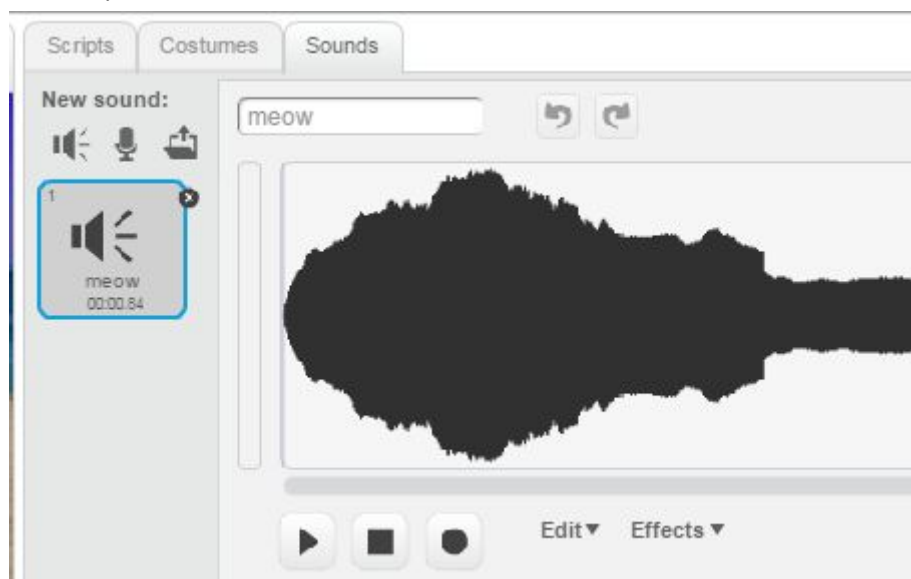 Scripts Costumes Sounds
New sound:
meow
1
meow
00:00.84
Edit▼ Effects▼